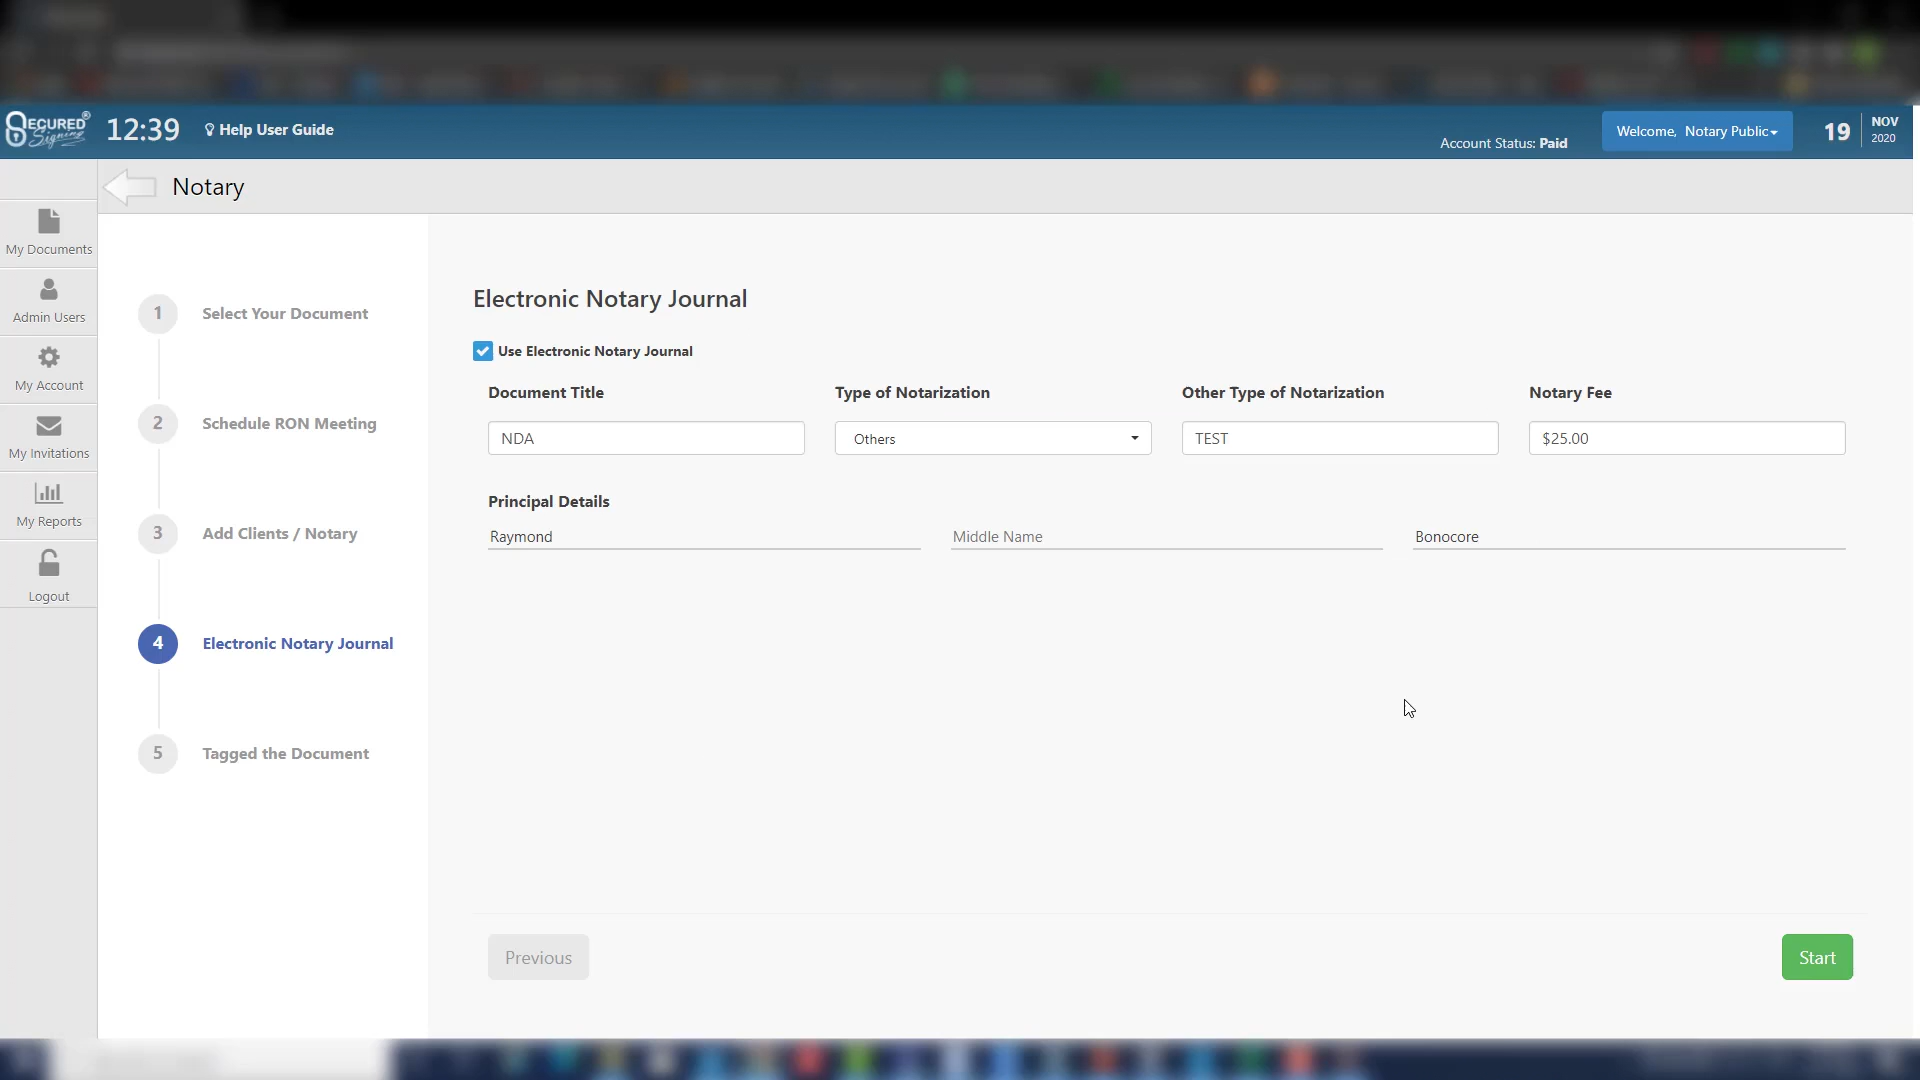 SECURED Signing® 12:39 Help User Guide Account Status: Paid Welcome, Notary Public 19 NOV 2020
Notary
My Documents
Admin Users
My Account
My Invitations
My Reports
Logout
1 Select Your Document
2 Schedule RON Meeting
3 Add Clients / Notary
4 Electronic Notary Journal
5 Tagged the Document
Electronic Notary Journal
Use Electronic Notary Journal
Document Title Type of Notarization Other Type of Notarization Notary Fee
NDA Others TEST $25.00
Principal Details
Raymond Middle Name Bonocore
Previous Start